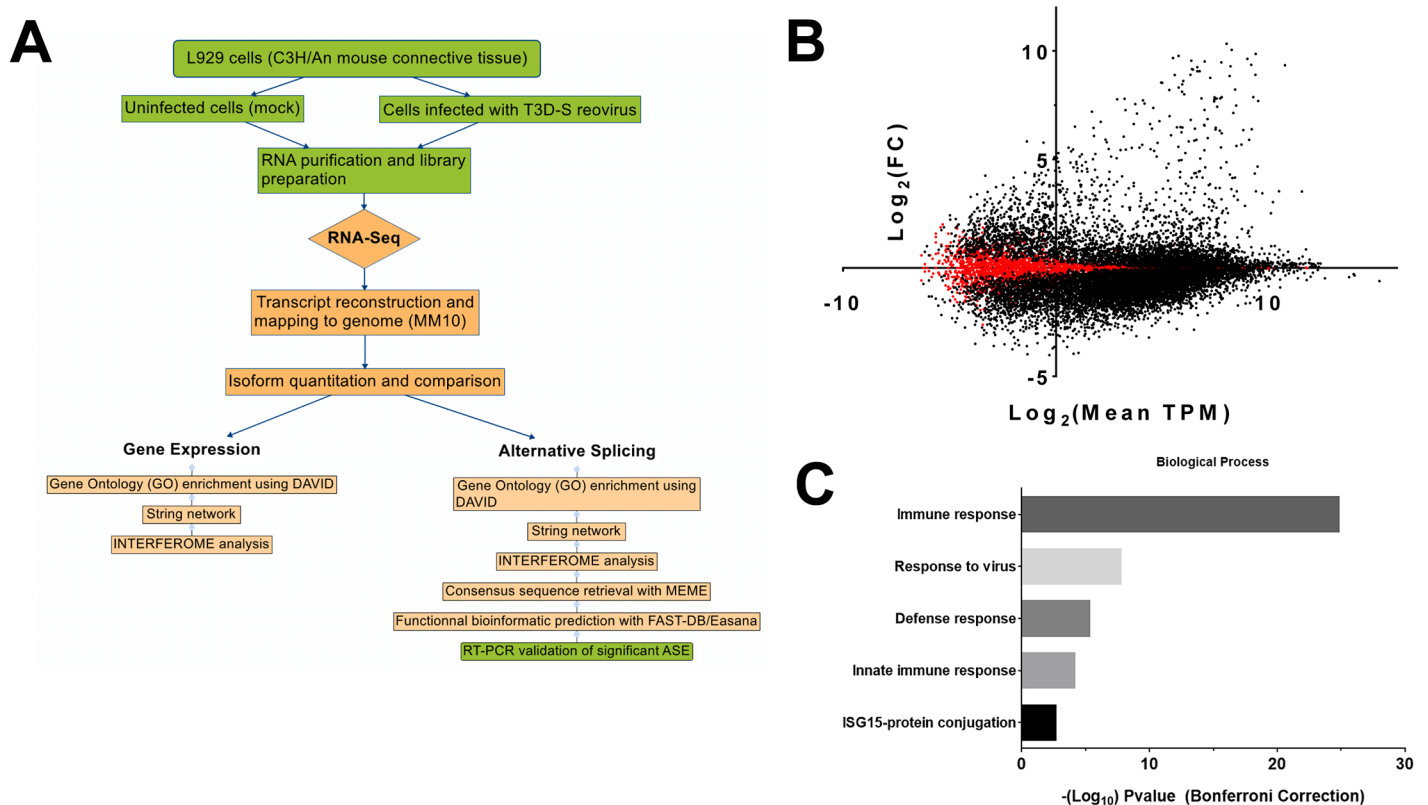 A
L929 cells (C3H/An mouse connective tissue)
Uninfected cells (mock)
Cells infected with T3D-S reovirus
RNA purification and library
preparation
RNA-Seq
Transcript reconstruction and
mapping to genome (MM10)
Isoform quantitation and comparison
Gene Expression
Gene Ontology (GO) enrichment using DAVID
String network
INTERFEROME analysis
Alternative Splicing
Gene Ontology (GO) enrichment using
DAVID
String network
INTERFEROME analysis
Consensus sequence retrieval with MEME
Functionnal bioinformatic prediction with FAST-DB/Easana
RT-PCR validation of significant ASE
B
Log2(FC)
10
5
-5
-10
10
Log2(Mean TPM)
C
Biological Process
Immune response
Response to virus
Defense response
Innate immune response
ISG15-protein conjugation
0
10
20
30
-(Log10) Pvalue (Bonferroni Correction)